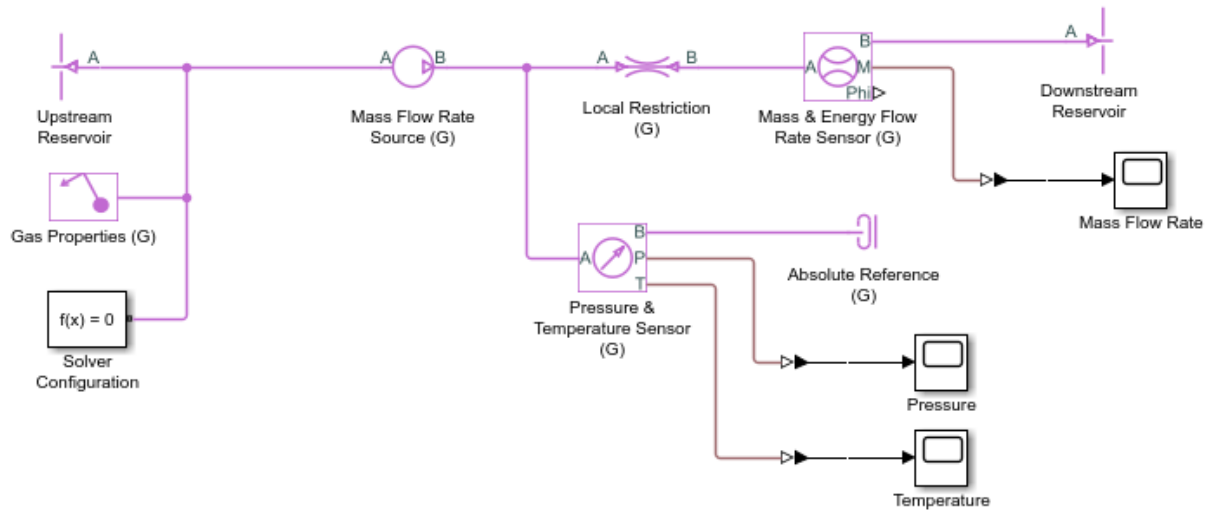 A
Upstream
Reservoir
A
B
Mass Flow Rate
Source (G)
A
B
Local Restriction
(G)
A
B
M
Phi
Mass & Energy Flow
Rate Sensor (G)
A
Downstream
Reservoir
Mass Flow Rate
Gas Properties (G)
f(x) = 0
Solver
Configuration
A
B
P
T
Pressure &
Temperature Sensor
(G)
Absolute Reference
(G)
Pressure
Temperature